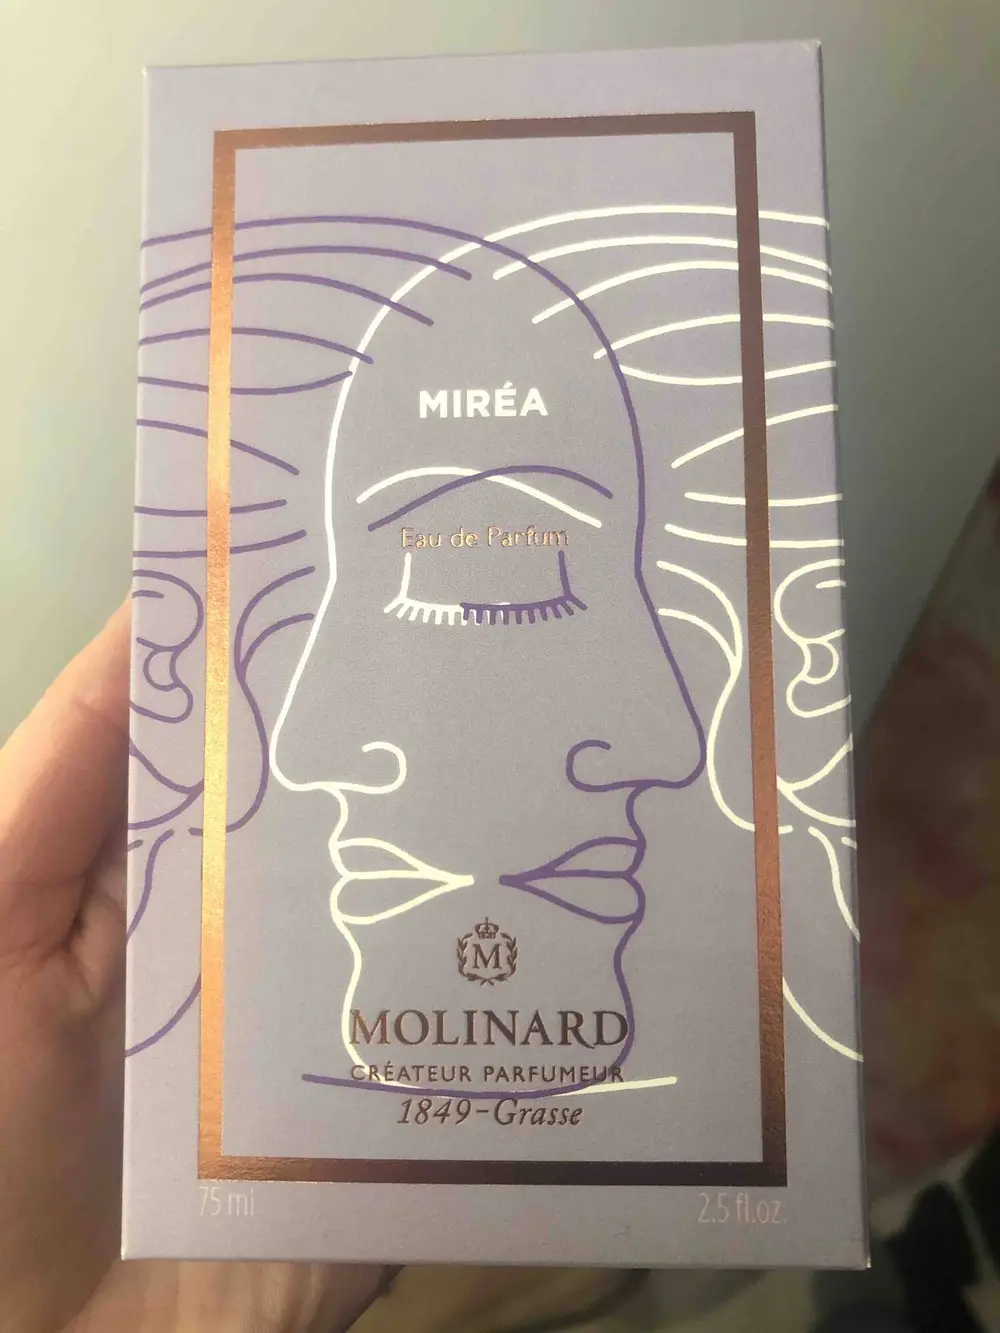 MIRÉA
Eau de Parfum
M
MOLINARD
CRÉATEUR PARFUMEUR
1849-Grasse
75 ml 2.5 fl.oz.